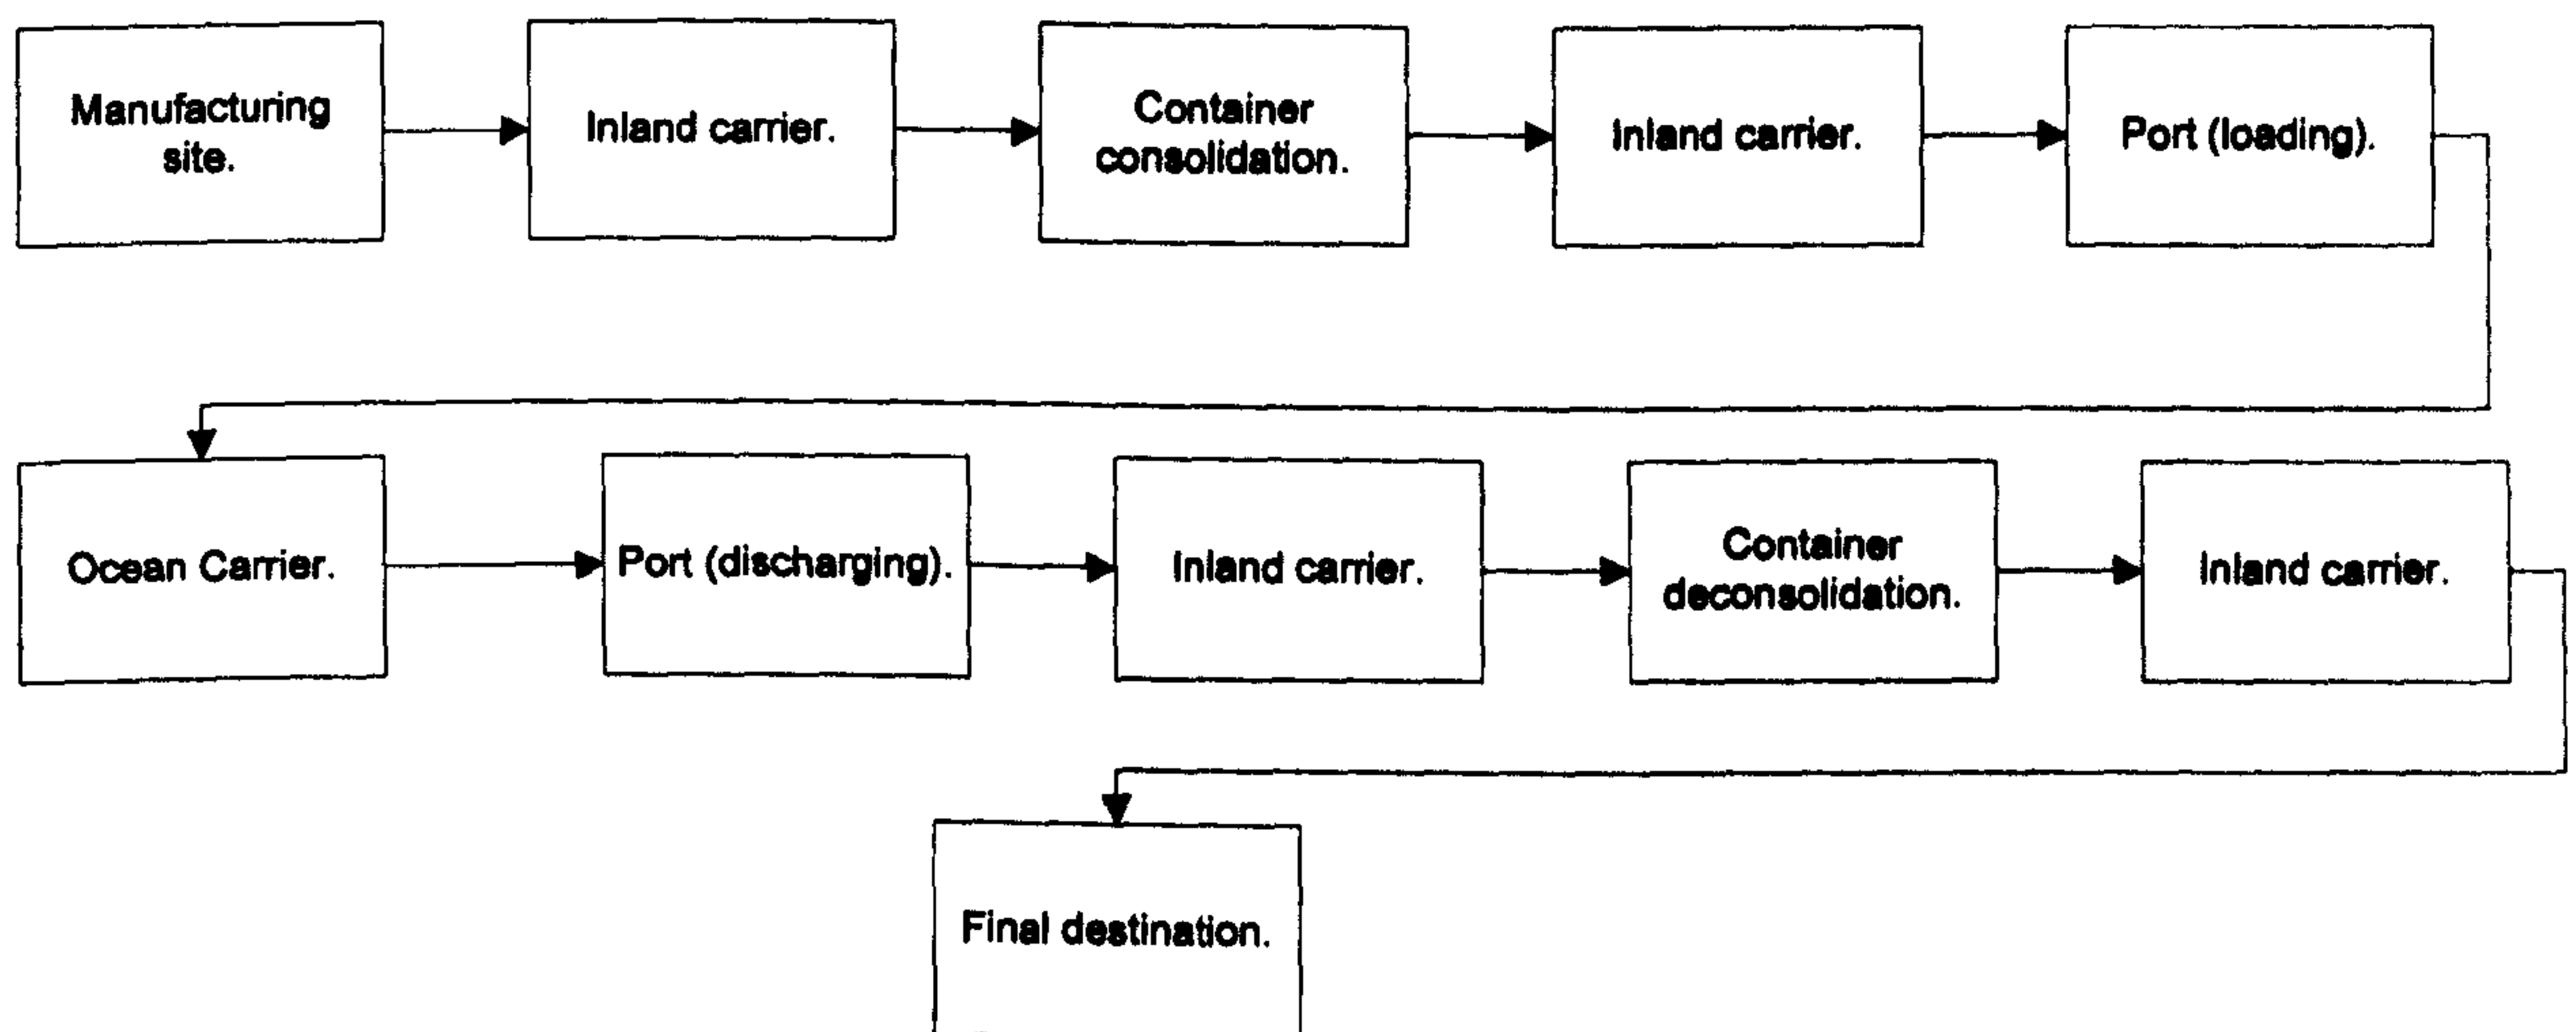 Manufacturing
site.
Inland carrier.
Container
consolidation.
Inland carrier.
Port (loading).
Ocean Carrier.
Port (discharging).
Inland carrier.
Container
deconsolidation.
Inland carrier.
Final destination.